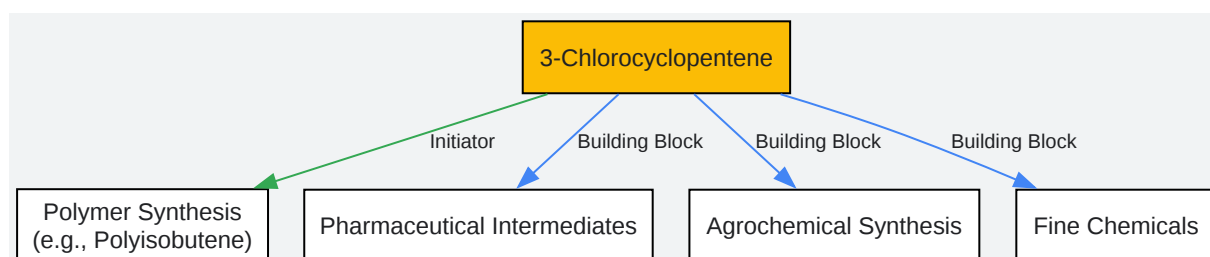 3-Chlorocyclopentene
Initiator
Building Block
Building Block
Building Block
Polymer Synthesis
(e.g., Polyisobutene)
Pharmaceutical Intermediates
Agrochemical Synthesis
Fine Chemicals